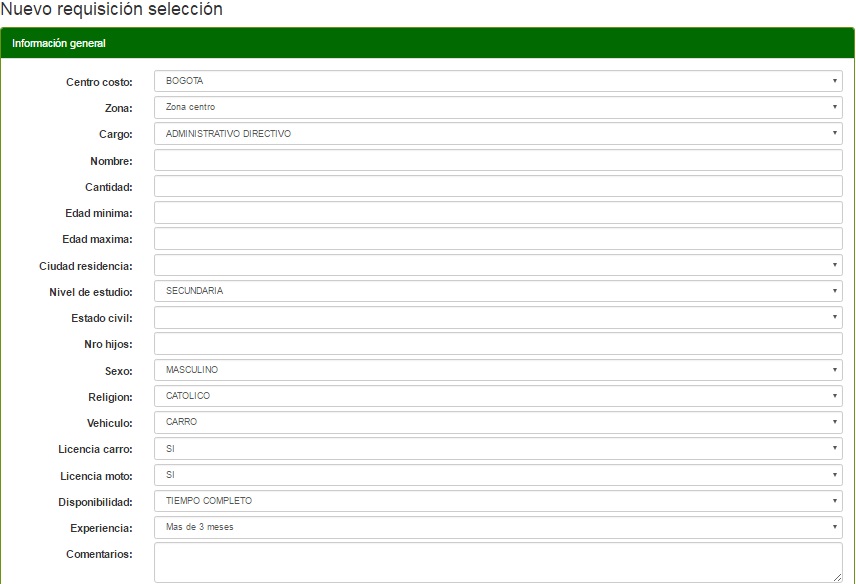 Nuevo requisición selección
Información general
Centro costo: BOGOTA
Zona: Zona centro
Cargo: ADMINISTRATIVO DIRECTIVO
Nombre:
Cantidad:
Edad minima:
Edad maxima:
Ciudad residencia:
Nivel de estudio: SECUNDARIA
Estado civil:
Nro hijos:
Sexo: MASCULINO
Religion: CATOLICO
Vehiculo: CARRO
Licencia carro: SI
Licencia moto: SI
Disponibilidad: TIEMPO COMPLETO
Experiencia: Mas de 3 meses
Comentarios: